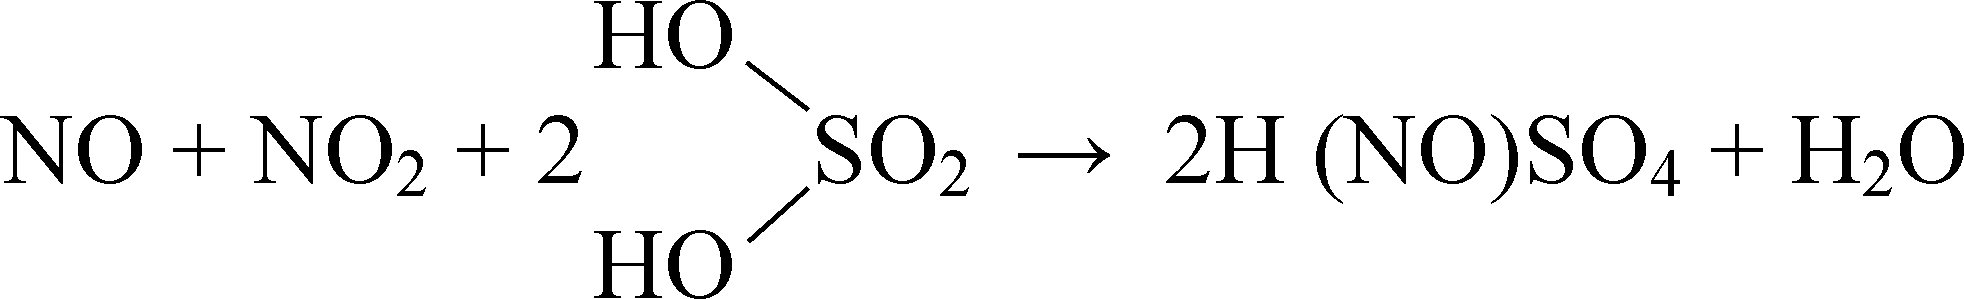 HO
NO + NO₂ + 2 SO₂ → 2H (NO)SO₄ + H₂O
HO